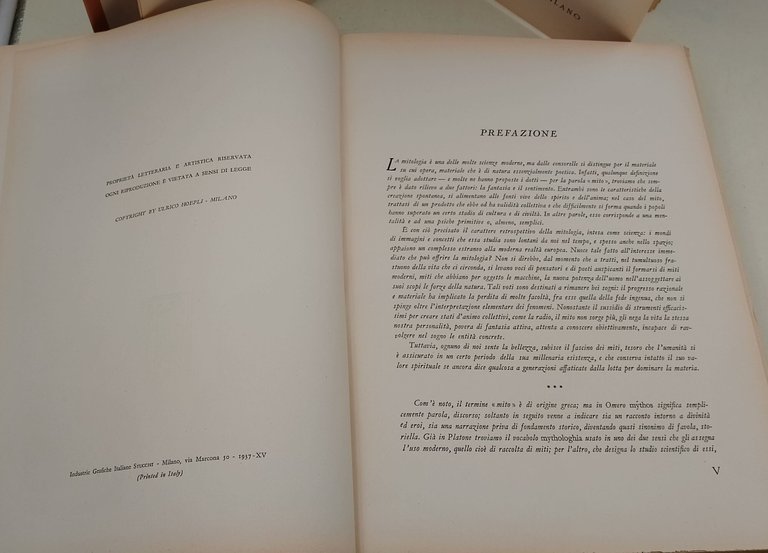 MILANO
PROPRIETÀ LETTERARIA E ARTISTICA RISERVATA
OGNI RIPRODUZIONE È VIETATA A SENSI DI LEGGE
COPYRIGHT BY ULRICO HOEPLI - MILANO
Industrie Grafiche Italiane STUCCHI - Milano, via Marcona 50 - 1937-XV
(Printed in Italy)
PREFAZIONE
LA mitologia è una delle molte scienze moderne, ma dalle consorelle si distingue per il materiale
in cui opera, materiale che è di natura essenzialmente poetica. Infatti, qualunque definizione
si voglia adottare — e molte ne hanno proposte i dotti — per la parola « mito », troviamo che sem-
pre è dato rilievo a due fattori: la fantasia e il sentimento. Entrambi sono le caratteristiche della
creazione spontanea, si alimentano alle fonti vive dello spirito e dell'anima; nel caso del mito,
trattasi di un prodotto che ebbe ed ha validità collettiva e che difficilmente si forma quando i popoli
hanno superato un certo stadio di cultura e di civiltà. In altre parole, esso corrisponde a una men-
talità e ad una psiche primitive o, almeno, semplici.
È con ciò precisato il carattere retrospettivo della mitologia, intesa come scienza: i mondi
di immagini e concetti che essa studia sono lontani da noi nel tempo, e spesso anche nello spazio;
appaiono un complesso estraneo alla moderna realtà europea. Nuoce tale fatto all'interesse imme-
diato che può offrire la mitologia? Non si direbbe, dal momento che a tratti, nel tumultuoso fra-
stuono della vita che ci circonda, si levano voci di pensatori e di poeti auspicanti il formarsi di miti
moderni, miti che abbiano per oggetto le macchine, la nuova potenza dell'uomo nell'assoggettare ai
suoi scopi le forze della natura. Tali voti sono destinati a rimanere bei sogni: il progresso razionale
e materiale ha implicato la perdita di molte facoltà, fra esse quella della fede ingenua, che non si
spinge oltre l'interpretazione elementare dei fenomeni. Nonostante il sussidio di strumenti efficacis-
simi per creare stati d'animo collettivi, come la radio, il mito non sorge più, gli nega la vita la stessa
nostra personalità, povera di fantasia attiva, attenta a conoscere obiettivamente, incapace di rav-
volgere nel sogno le entità concrete.
Tuttavia, ognuno di noi sente la bellezza, subisce il fascino dei miti, tesoro che l'umanità si
è assicurato in un certo periodo della sua millenaria esistenza, e che conserva intatto il suo va-
lore spirituale se ancora dice qualcosa a generazioni affaticate dalla lotta per dominare la materia.
•••
Com'è noto, il termine « mito » è di origine greca; ma in Omero mythos significa sempli-
cemente parola, discorso; soltanto in seguito venne a indicare sia un racconto intorno a divinità
ed eroi, sia una narrazione priva di fondamento storico, diventando quasi sinonimo di favola, sto-
riella. Già in Platone troviamo il vocabolo mythologhia usato in uno dei due sensi che gli assegna
l'uso moderno, quello cioè di raccolta di miti; per l'altro, che designa lo studio scientifico di essi,
V